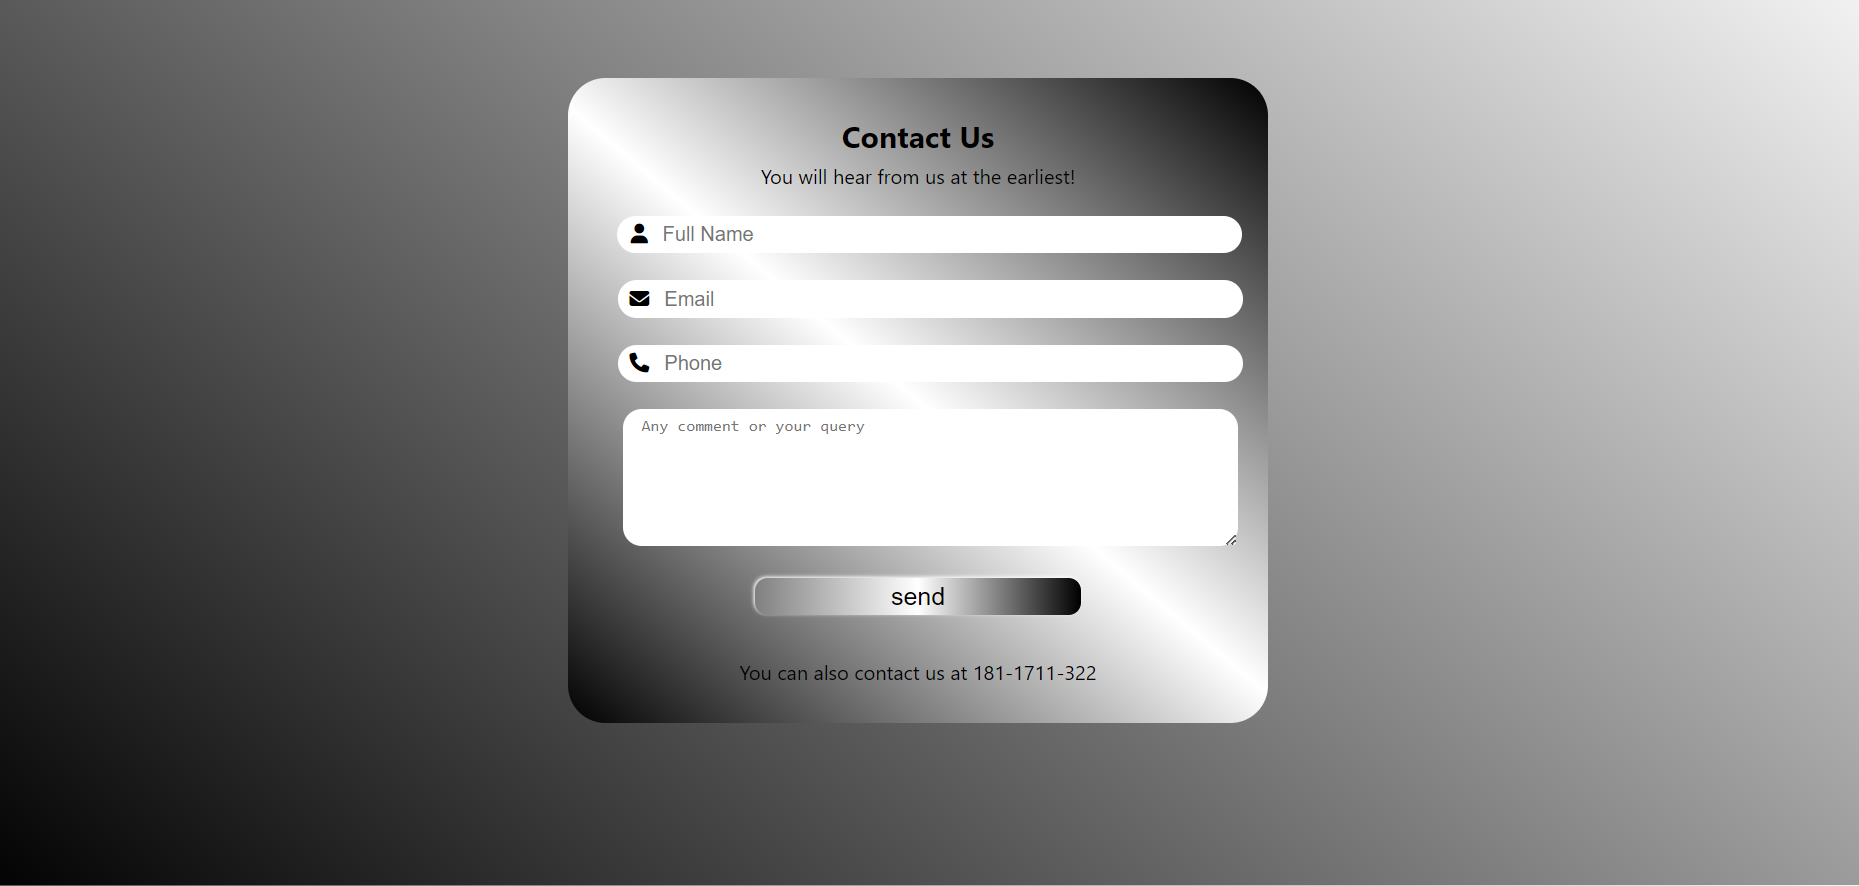 Contact Us
You will hear from us at the earliest!
Full Name
Email
Phone
Any comment or your query
send
You can also contact us at 181-1711-322